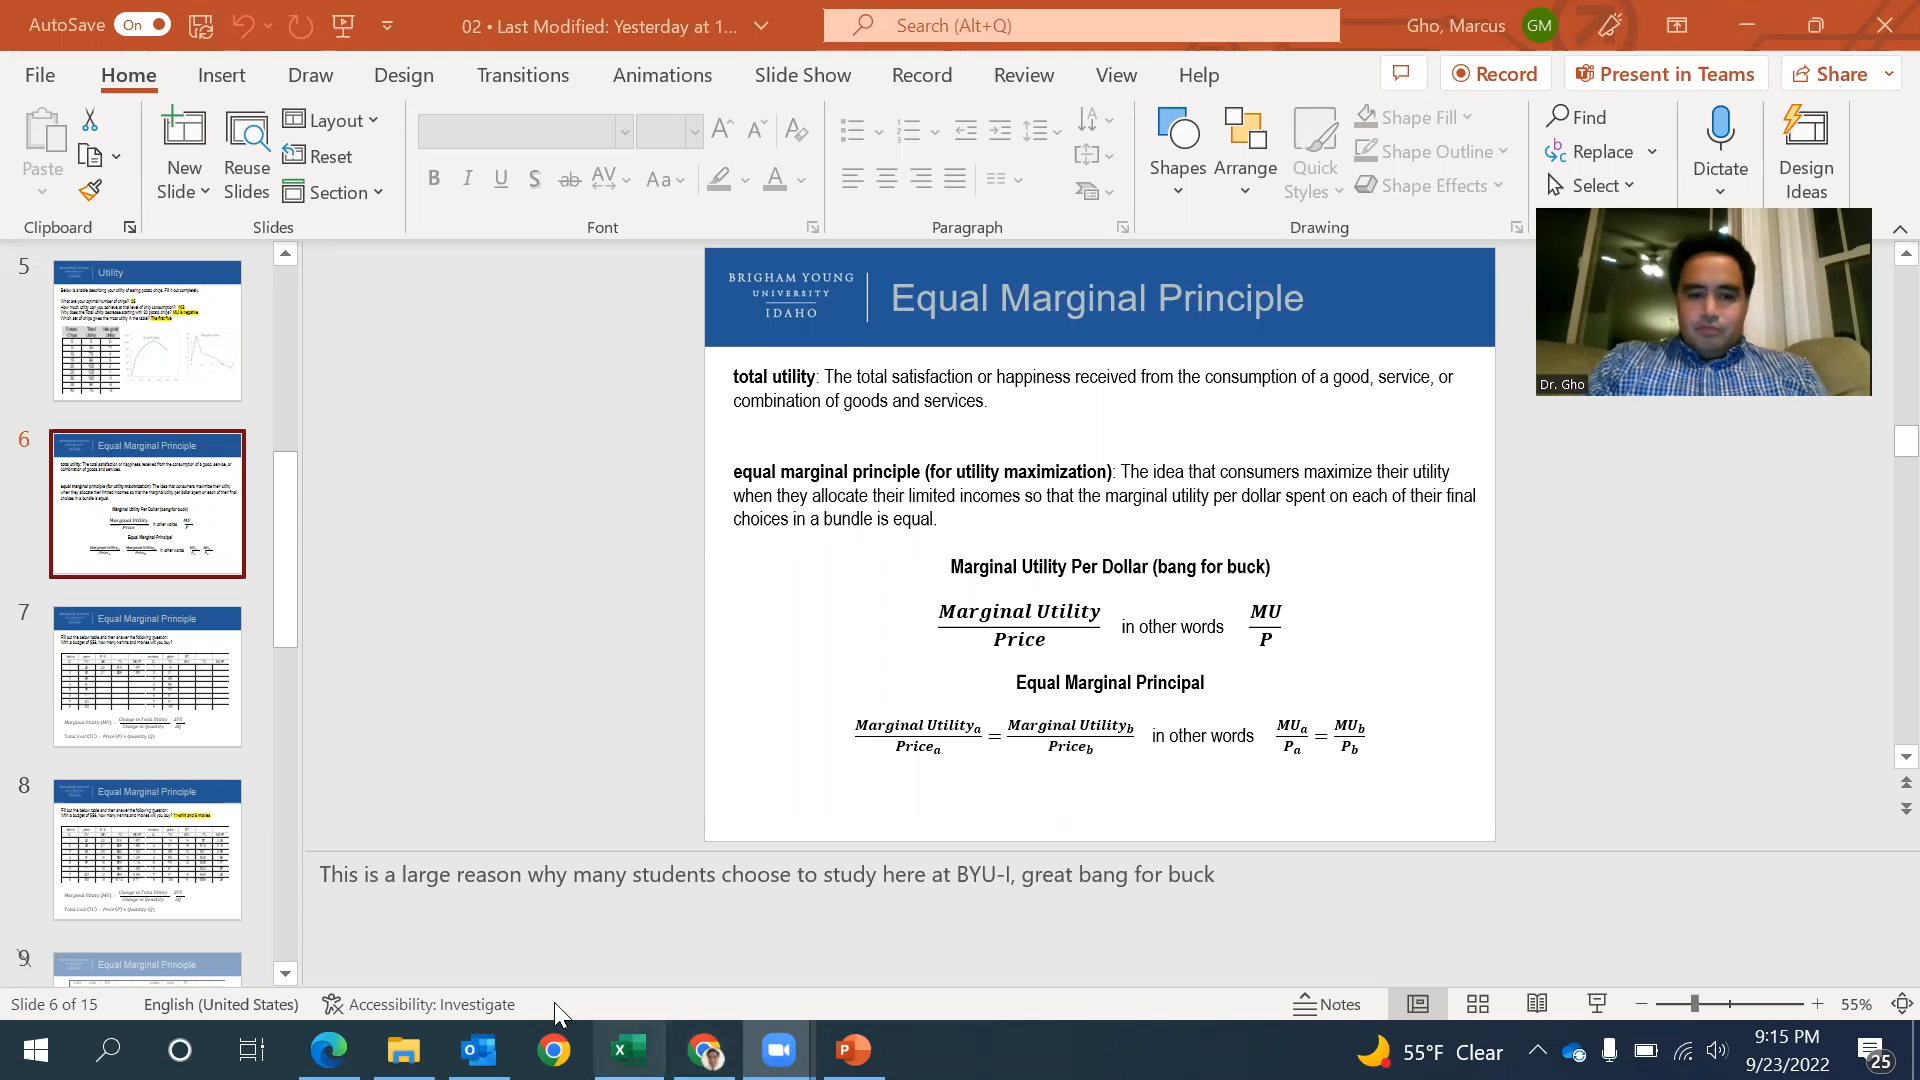 AutoSave On
02 • Last Modified: Yesterday at 1...
Search (Alt+Q)
Gho, Marcus GM
File Home Insert Draw Design Transitions Animations Slide Show Record Review View Help
Record Present in Teams Share
Paste
New Slide
Reuse Slides
Layout
Reset
Section
B I U S ab AV Aa A
Shapes Arrange Quick Styles
Shape Fill
Shape Outline
Shape Effects
Find
Replace
Select
Dictate
Design Ideas
Clipboard Slides Font Paragraph Drawing
5
Utility
6
Equal Marginal Principle
7
Equal Marginal Principle
8
Equal Marginal Principle
9
Equal Marginal Principle
BRIGHAM YOUNG
UNIVERSITY
IDAHO
Equal Marginal Principle
total utility: The total satisfaction or happiness received from the consumption of a good, service, or
combination of goods and services.
equal marginal principle (for utility maximization): The idea that consumers maximize their utility
when they allocate their limited incomes so that the marginal utility per dollar spent on each of their final
choices in a bundle is equal.
Marginal Utility Per Dollar (bang for buck)
Marginal Utility / Price in other words MU / P
Equal Marginal Principal
Marginal Utility_a / Price_a = Marginal Utility_b / Price_b in other words MU_a / P_a = MU_b / P_b
Dr. Gho
This is a large reason why many students choose to study here at BYU-I, great bang for buck
Slide 6 of 15 English (United States) Accessibility: Investigate Notes 55%
55°F Clear
9:15 PM
9/23/2022
25